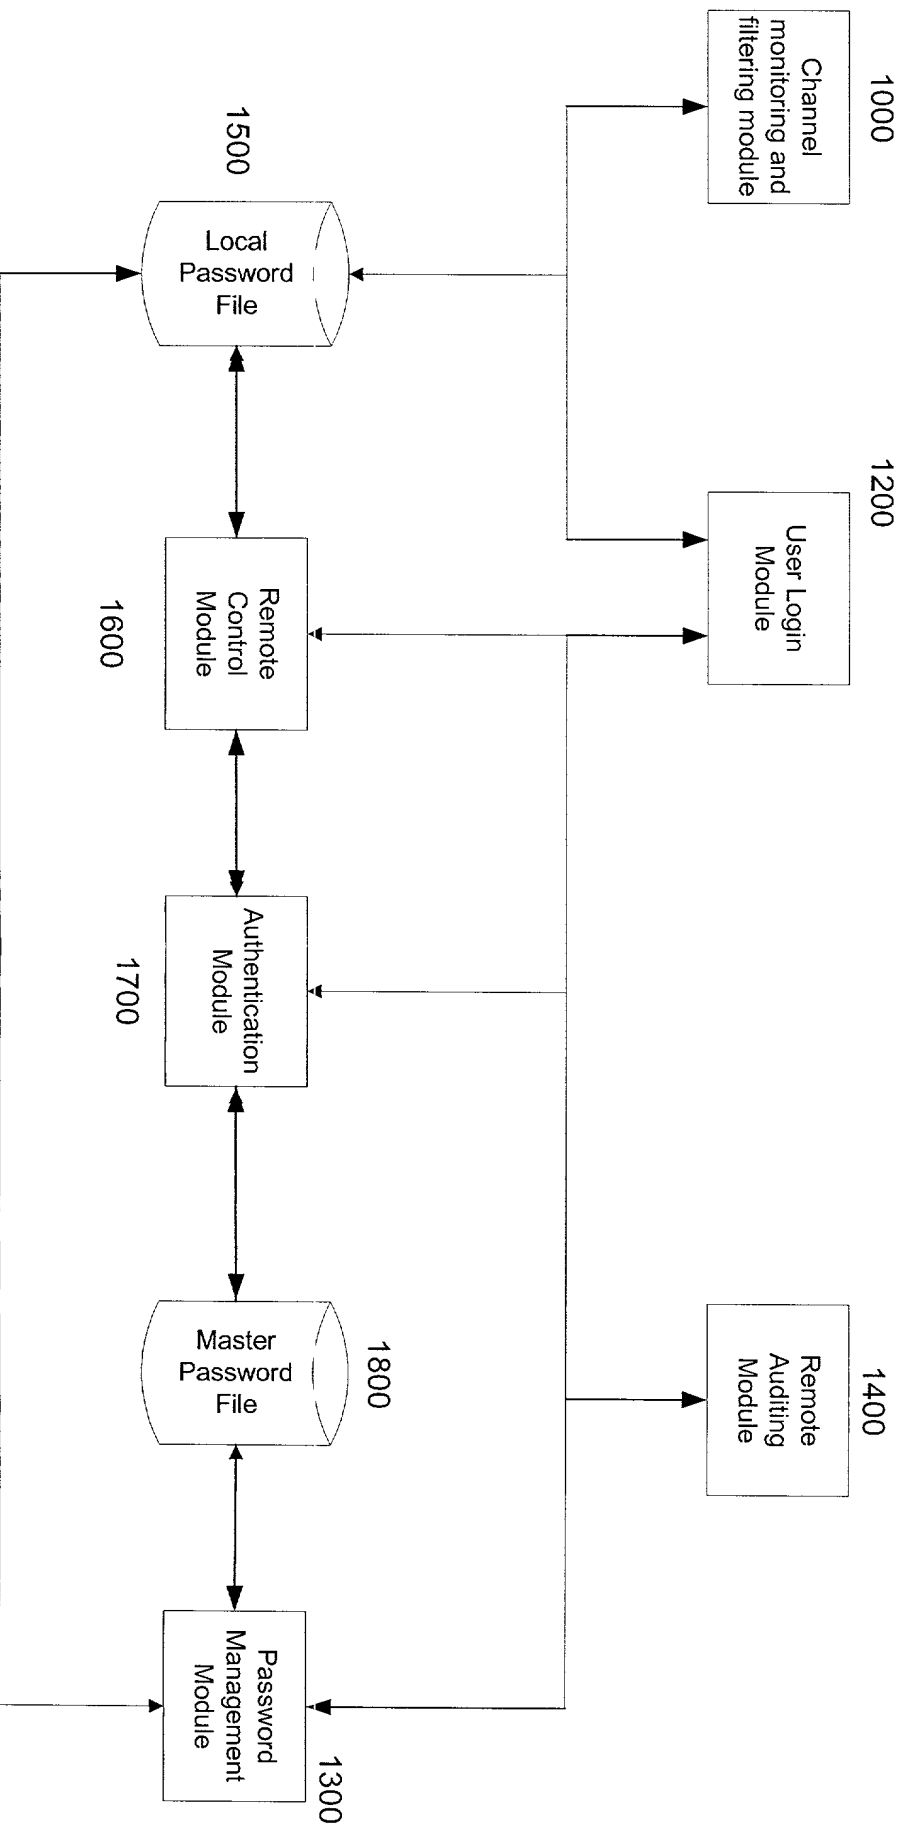 1000
Channel
monitoring and
filtering module
1200
User Login
Module
1400
Remote
Auditing
Module
1500
Local
Password
File
Remote
Control
Module
1600
Authentication
Module
1700
1800
Master
Password
File
Password
Management
Module
1300